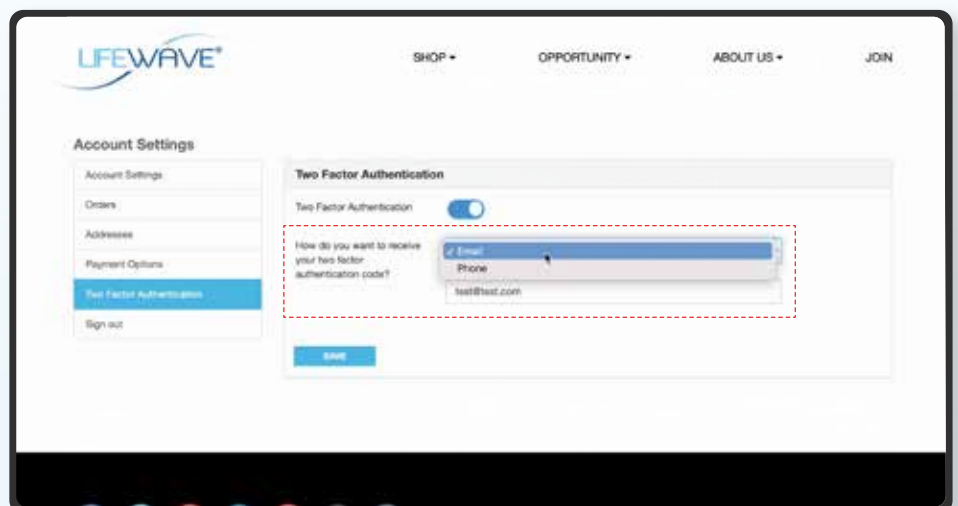 LIFEWAVE®
SHOP
OPPORTUNITY
ABOUT US
JOIN
Account Settings
Account Settings
Orders
Addresses
Payment Options
Two Factor Authentication
Sign out
Two Factor Authentication
Two Factor Authentication
How do you want to receive
your two factor
authentication code?
✓ Email
Phone
test@test.com
SAVE